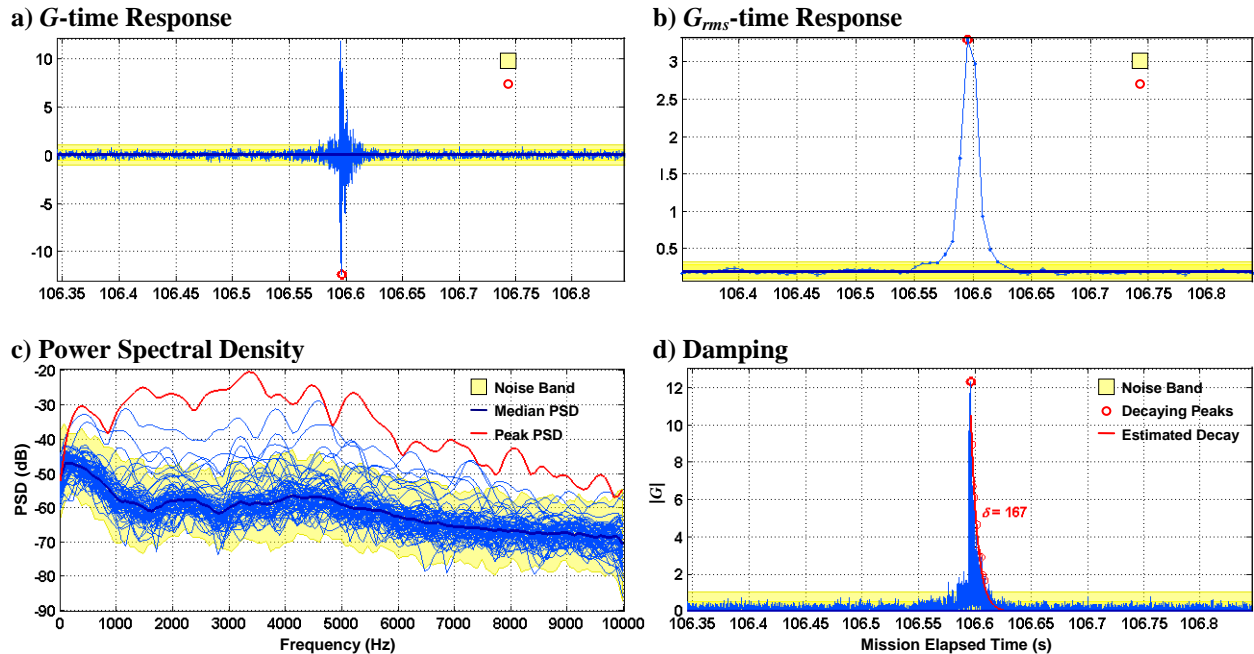 a) G-time Response
10
5
0
-5
-10
106.35 106.4 106.45 106.5 106.55 106.6 106.65 106.7 106.75 106.8
b) Grms-time Response
3
2.5
2
1.5
1
0.5
106.4 106.45 106.5 106.55 106.6 106.65 106.7 106.75 106.8
c) Power Spectral Density
-20
-30
-40
-50
-60
-70
-80
-90
PSD (dB)
Noise Band
Median PSD
Peak PSD
0 1000 2000 3000 4000 5000 6000 7000 8000 9000 10000
Frequency (Hz)
d) Damping
12
10
8
6
4
2
0
|G|
Noise Band
Decaying Peaks
Estimated Decay
δ = 167
106.35 106.4 106.45 106.5 106.55 106.6 106.65 106.7 106.75 106.8
Mission Elapsed Time (s)